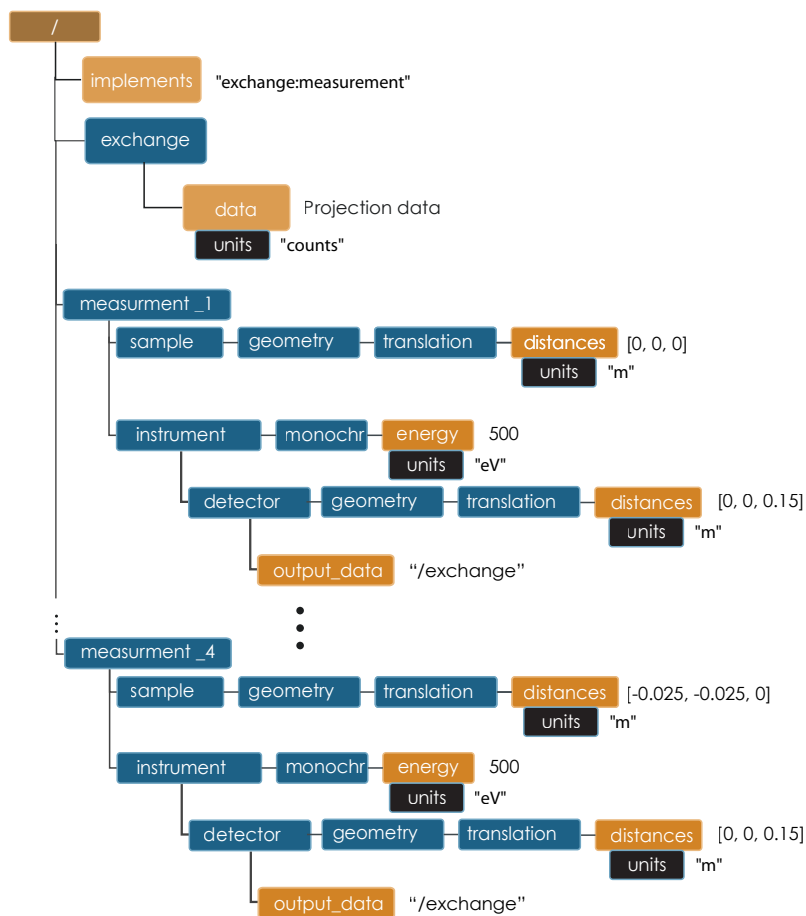 /
implements "exchange:measurement"
exchange
data Projection data
units "counts"
measurment _1
sample geometry translation distances [0, 0, 0]
units "m"
instrument monochr energy 500
units "eV"
detector geometry translation distances [0, 0, 0.15]
units "m"
output_data “/exchange”
measurment _4
sample geometry translation distances [-0.025, -0.025, 0]
units "m"
instrument monochr energy 500
units "eV"
detector geometry translation distances [0, 0, 0.15]
units "m"
output_data “/exchange”